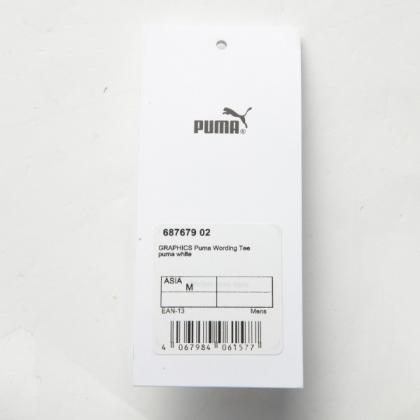 PUMA®
687679 02
GRAPHICS Puma Wording Tee
puma white
ASIA
M
EAN-13 Mens
4 067984 061577